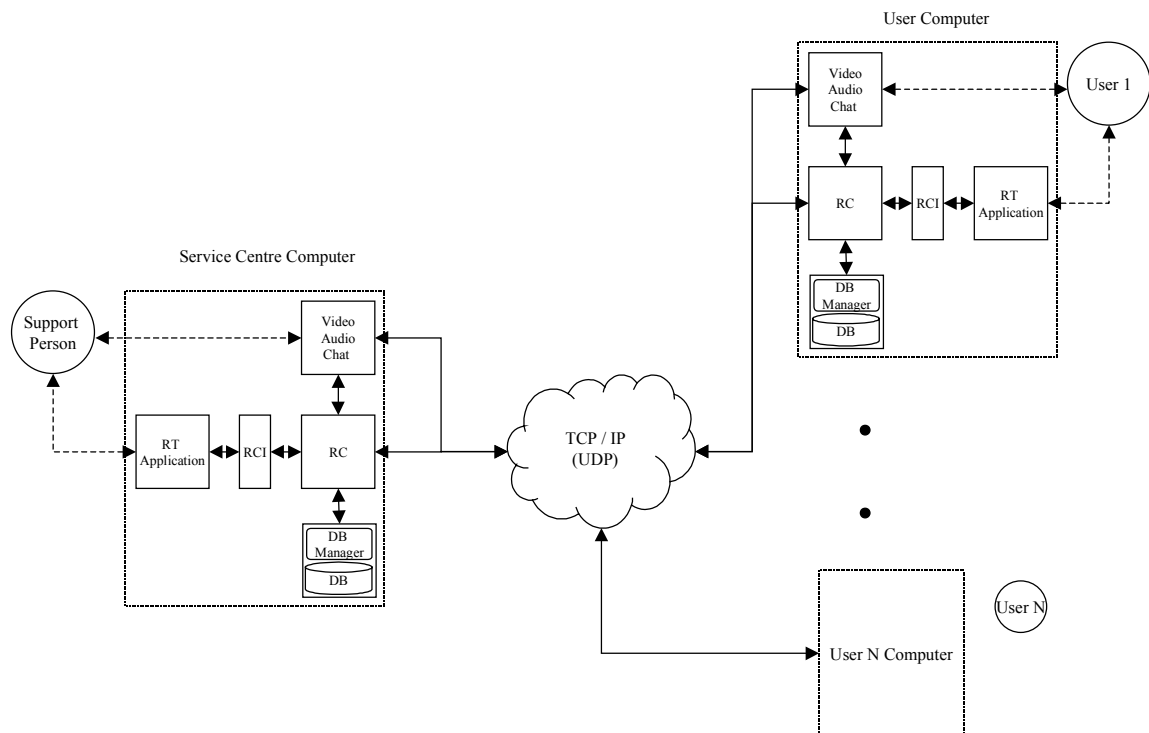 User Computer
Video
Audio
Chat
User 1
RC
RCI
RT
Application
DB
Manager
DB
Service Centre Computer
Support
Person
Video
Audio
Chat
RT
Application
RCI
RC
DB
Manager
DB
TCP / IP
(UDP)
User N
User N Computer